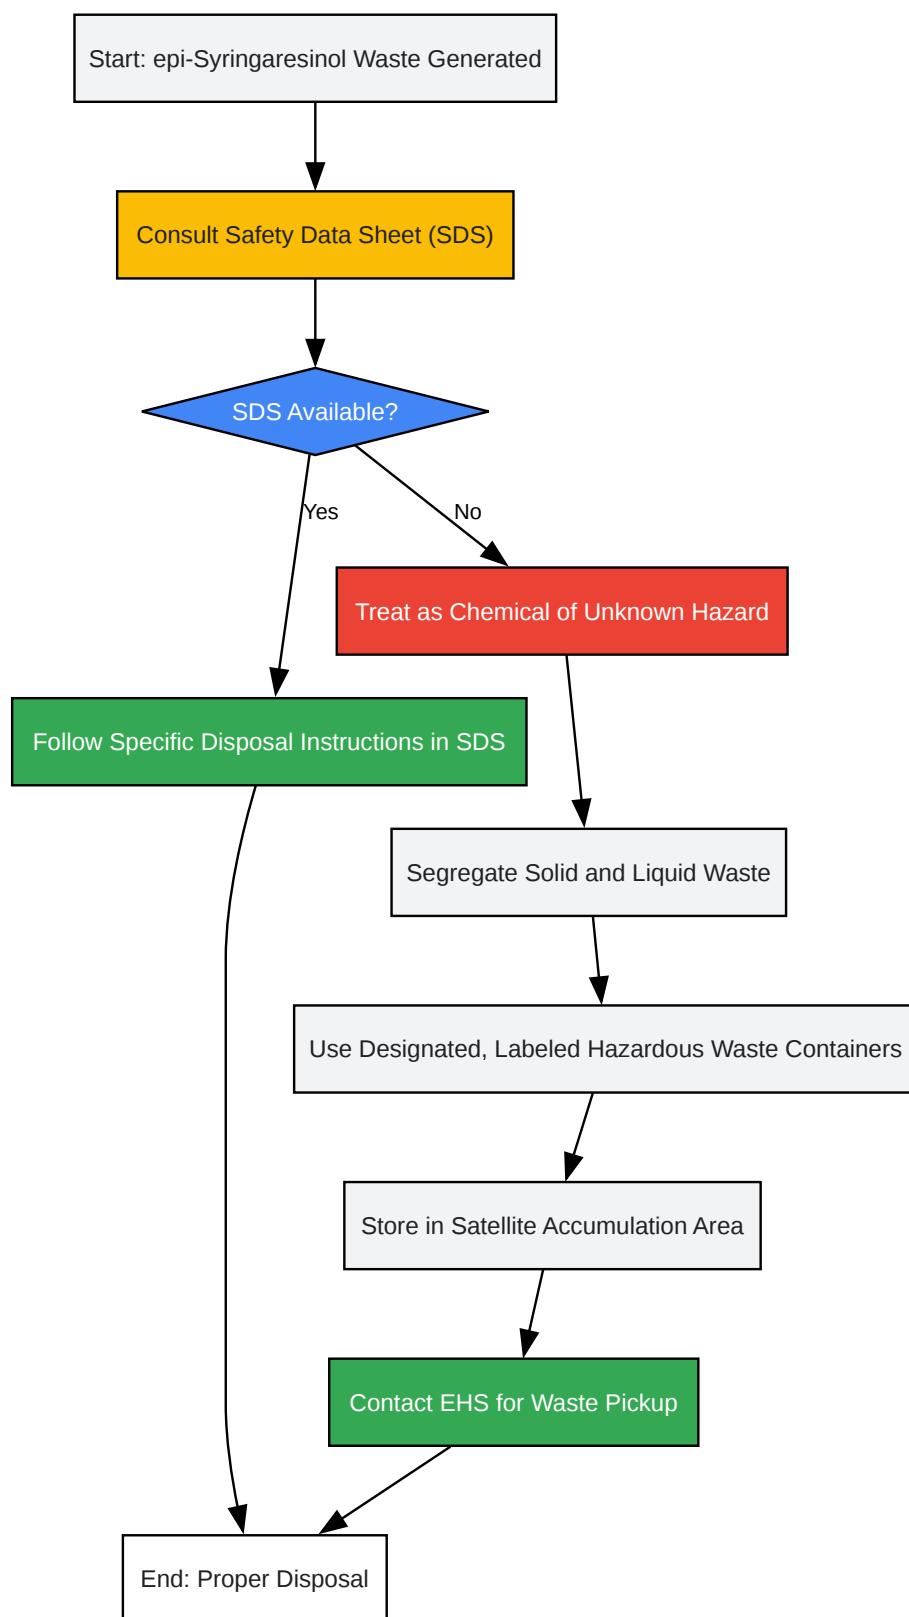 Start: epi-Syringaresinol Waste Generated
Consult Safety Data Sheet (SDS)
SDS Available?
Yes
No
Treat as Chemical of Unknown Hazard
Follow Specific Disposal Instructions in SDS
Segregate Solid and Liquid Waste
Use Designated, Labeled Hazardous Waste Containers
Store in Satellite Accumulation Area
Contact EHS for Waste Pickup
End: Proper Disposal